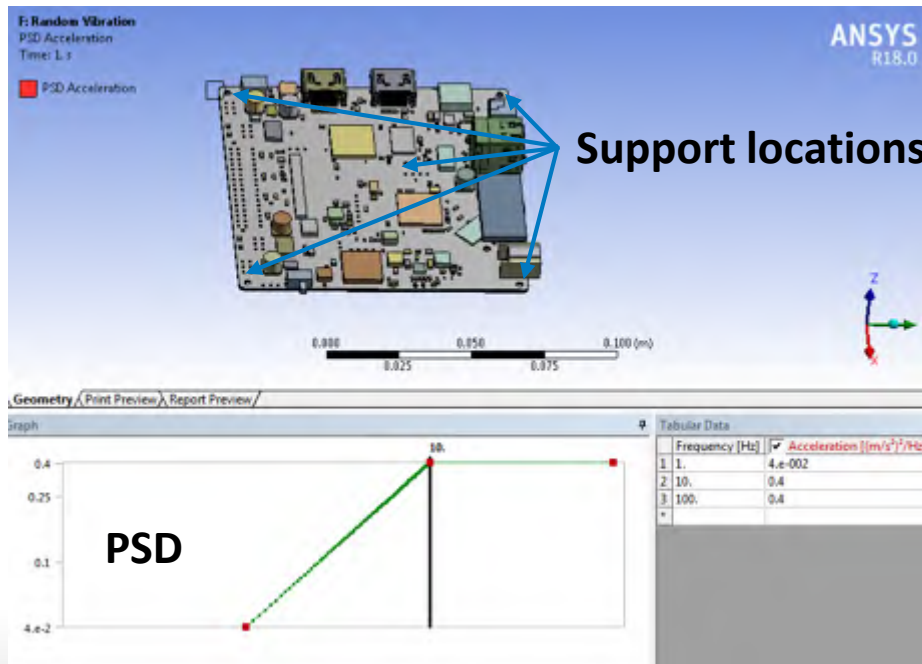 F: Random Vibration
PSD Acceleration
Time: 1. s
PSD Acceleration
ANSYS
R18.0
Support locations
Z
X
0.000 0.050 0.100 (m)
0.025 0.075
Geometry Print Preview Report Preview
Graph
10.
0.4
0.25
0.1
4.e-2
PSD
Tabular Data
Frequency [Hz] Acceleration [(m/s²)²/Hz
1 1. 4.e-002
2 10. 0.4
3 100. 0.4
*